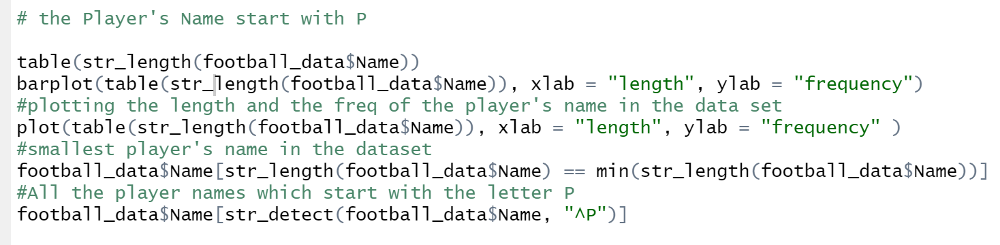 # the Player's Name start with P
table(str_length(football_data$Name))
barplot(table(str_length(football_data$Name)), xlab = "length", ylab = "frequency")
#plotting the length and the freq of the player's name in the data set
plot(table(str_length(football_data$Name)), xlab = "length", ylab = "frequency" )
#smallest player's name in the dataset
football_data$Name[str_length(football_data$Name) == min(str_length(football_data$Name))]
#All the player names which start with the letter P
football_data$Name[str_detect(football_data$Name, "^P")]